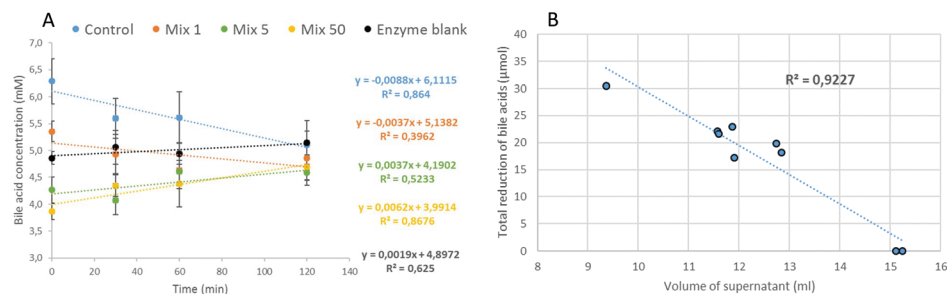 A
Control Mix 1 Mix 5 Mix 50 Enzyme blank
Bile acid concentration (mM)
7,0
6,5
6,0
5,5
5,0
4,5
4,0
3,5
3,0
0 20 40 60 80 100 120 140
Time (min)
y = -0,0088x + 6,1115
R² = 0,864
y = -0,0037x + 5,1382
R² = 0,3962
y = 0,0037x + 4,1902
R² = 0,5233
y = 0,0062x + 3,9914
R² = 0,8676
y = 0,0019x + 4,8972
R² = 0,625
B
Total reduction of bile acids (µmol)
40
35
30
25
20
15
10
5
0
R² = 0,9227
8 9 10 11 12 13 14 15 16
Volume of supernatant (ml)